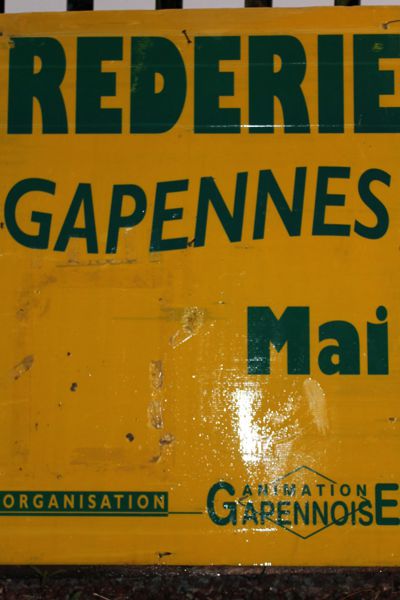 REDERIE
GAPENNES
Mai
ORGANISATION
ANIMATION
GAPENNOISE